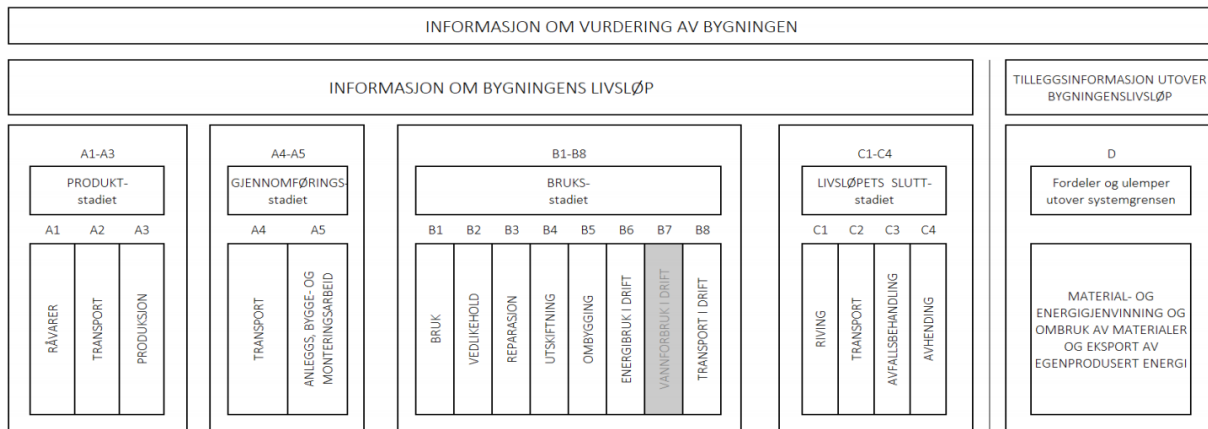 INFORMASJON OM VURDERING AV BYGNINGEN
INFORMASJON OM BYGNINGENS LIVSLØP
TILLEGGSINFORMASJON UTOVER
BYGNINGENSLIVSLØP
A1-A3
PRODUKT-
stadiet
A1 A2 A3
RÅVARER
TRANSPORT
PRODUKSJON
A4-A5
GJENNOMFØRINGS-
stadiet
A4 A5
TRANSPORT
ANLEGGS, BYGGE- OG
MONTERINGSARBEID
B1-B8
BRUKS-
stadiet
B1 B2 B3 B4 B5 B6 B7 B8
BRUK
VEDLIKEHOLD
REPARASJON
UTSKIFTNING
OMBYGGING
ENERGIBRUK I DRIFT
VANNFORBRUK I DRIFT
TRANSPORT I DRIFT
C1-C4
LIVSLØPETS SLUTT-
stadiet
C1 C2 C3 C4
RIVING
TRANSPORT
AVFALLSBEHANDLING
AVHENDING
D
Fordeler og ulemper
utover systemgrensen
MATERIAL- OG
ENERGIGJENVINNING OG
OMBRUK AV MATERIALER
OG EKSPORT AV
EGENPRODUSERT ENERGI